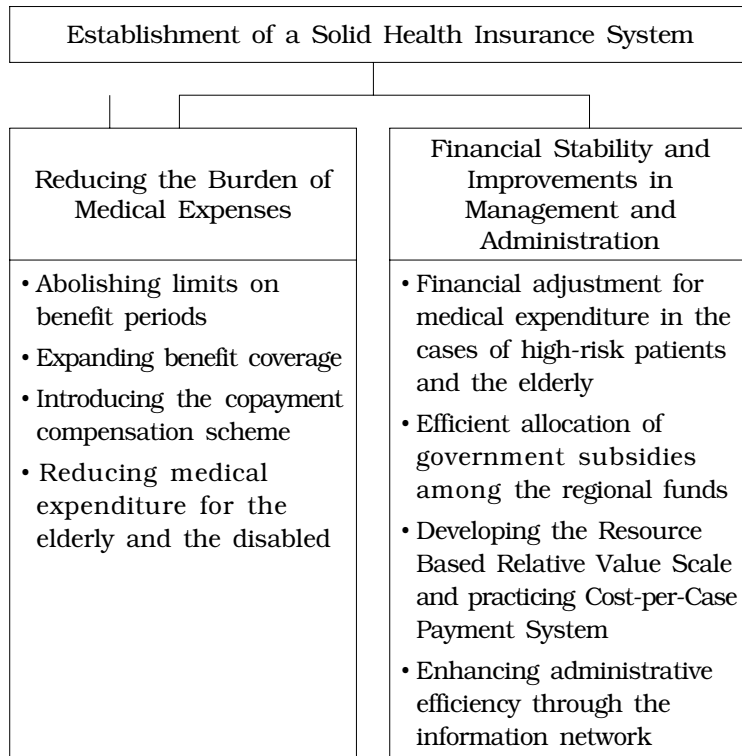 Establishment of a Solid Health Insurance System
Reducing the Burden of
Medical Expenses
• Abolishing limits on
benefit periods
• Expanding benefit coverage
• Introducing the copayment
compensation scheme
• Reducing medical
expenditure for the
elderly and the disabled
Financial Stability and
Improvements in
Management and
Administration
• Financial adjustment for
medical expenditure in the
cases of high-risk patients
and the elderly
• Efficient allocation of
government subsidies
among the regional funds
• Developing the Resource
Based Relative Value Scale
and practicing Cost-per-Case
Payment System
• Enhancing administrative
efficiency through the
information network